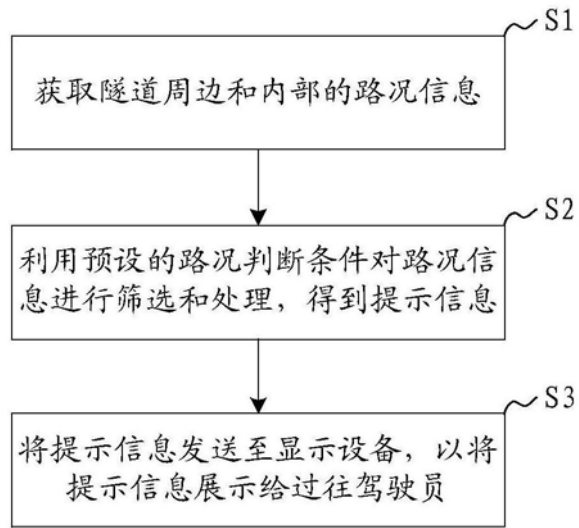 S1
获取隧道周边和内部的路况信息
S2
利用预设的路况判断条件对路况信
息进行筛选和处理，得到提示信息
S3
将提示信息发送至显示设备，以将
提示信息展示给过往驾驶员